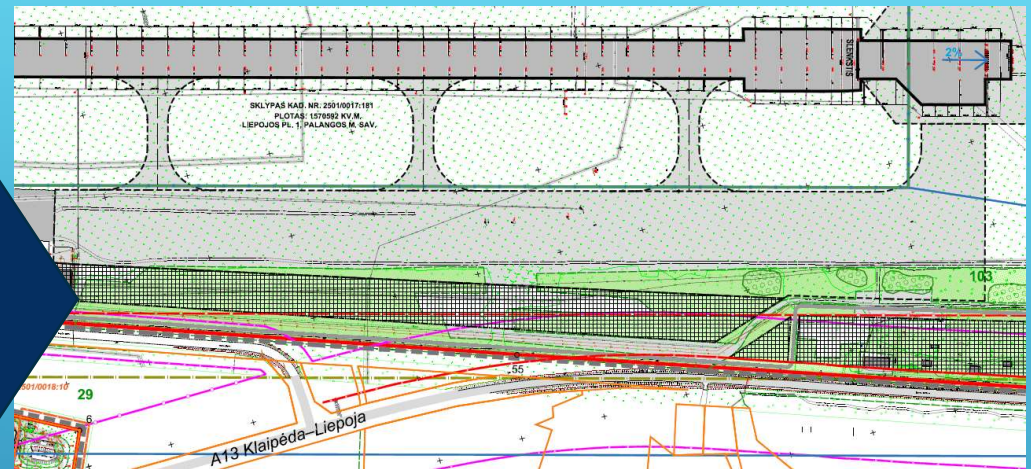 SLENKSTIS
2%
SKLYPAS KAD. NR. 2501/0017:181
PLOTAS: 1570592 KV.M.
LIEPOJOS PL. 1, PALANGOS M. SAV.
103
55
501/0018:10
29
6
A13 Klaipėda–Liepoja